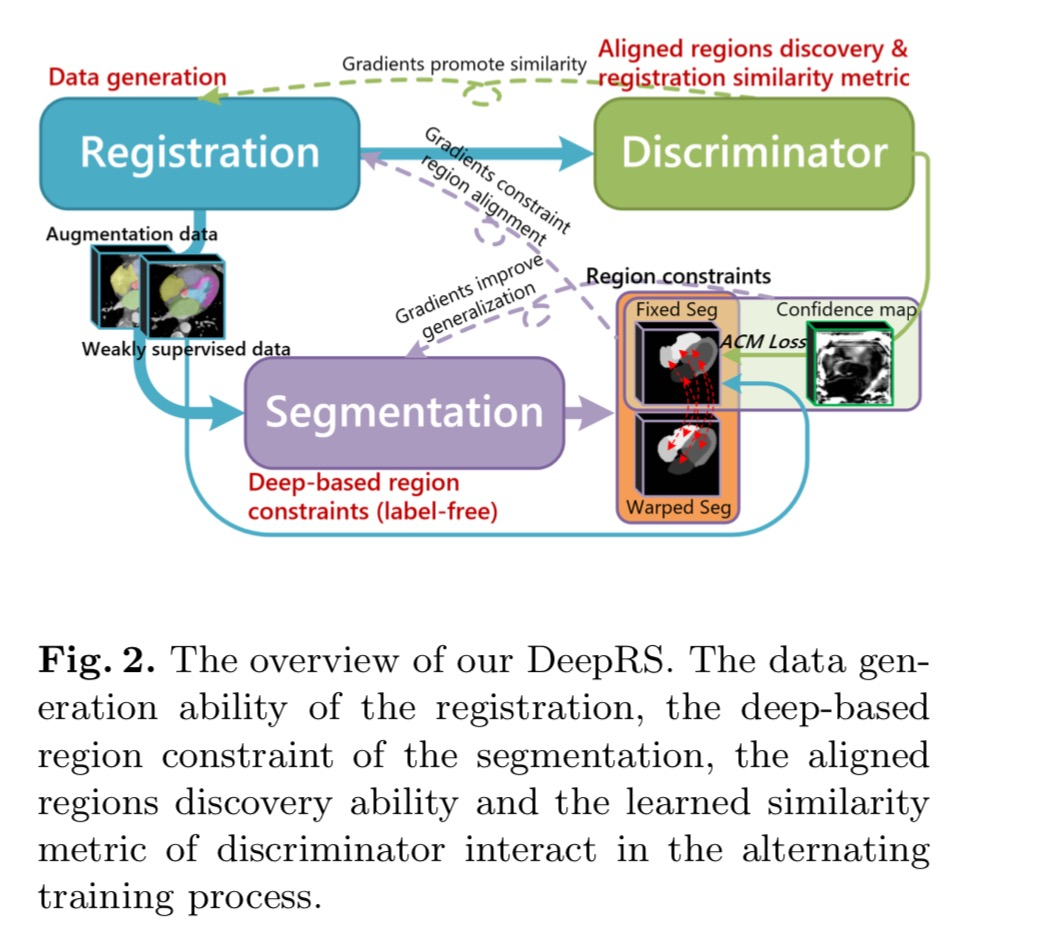 Gradients promote similarity
Aligned regions discovery &
registration similarity metric
Data generation
Registration
Discriminator
Gradients constraint
region alignment
Augmentation data
Weakly supervised data
Gradients improve
generalization
Region constraints
Fixed Seg
Confidence map
ACM Loss
Segmentation
Warped Seg
Deep-based region
constraints (label-free)
Fig. 2. The overview of our DeepRS. The data gen-
eration ability of the registration, the deep-based
region constraint of the segmentation, the aligned
regions discovery ability and the learned similarity
metric of discriminator interact in the alternating
training process.